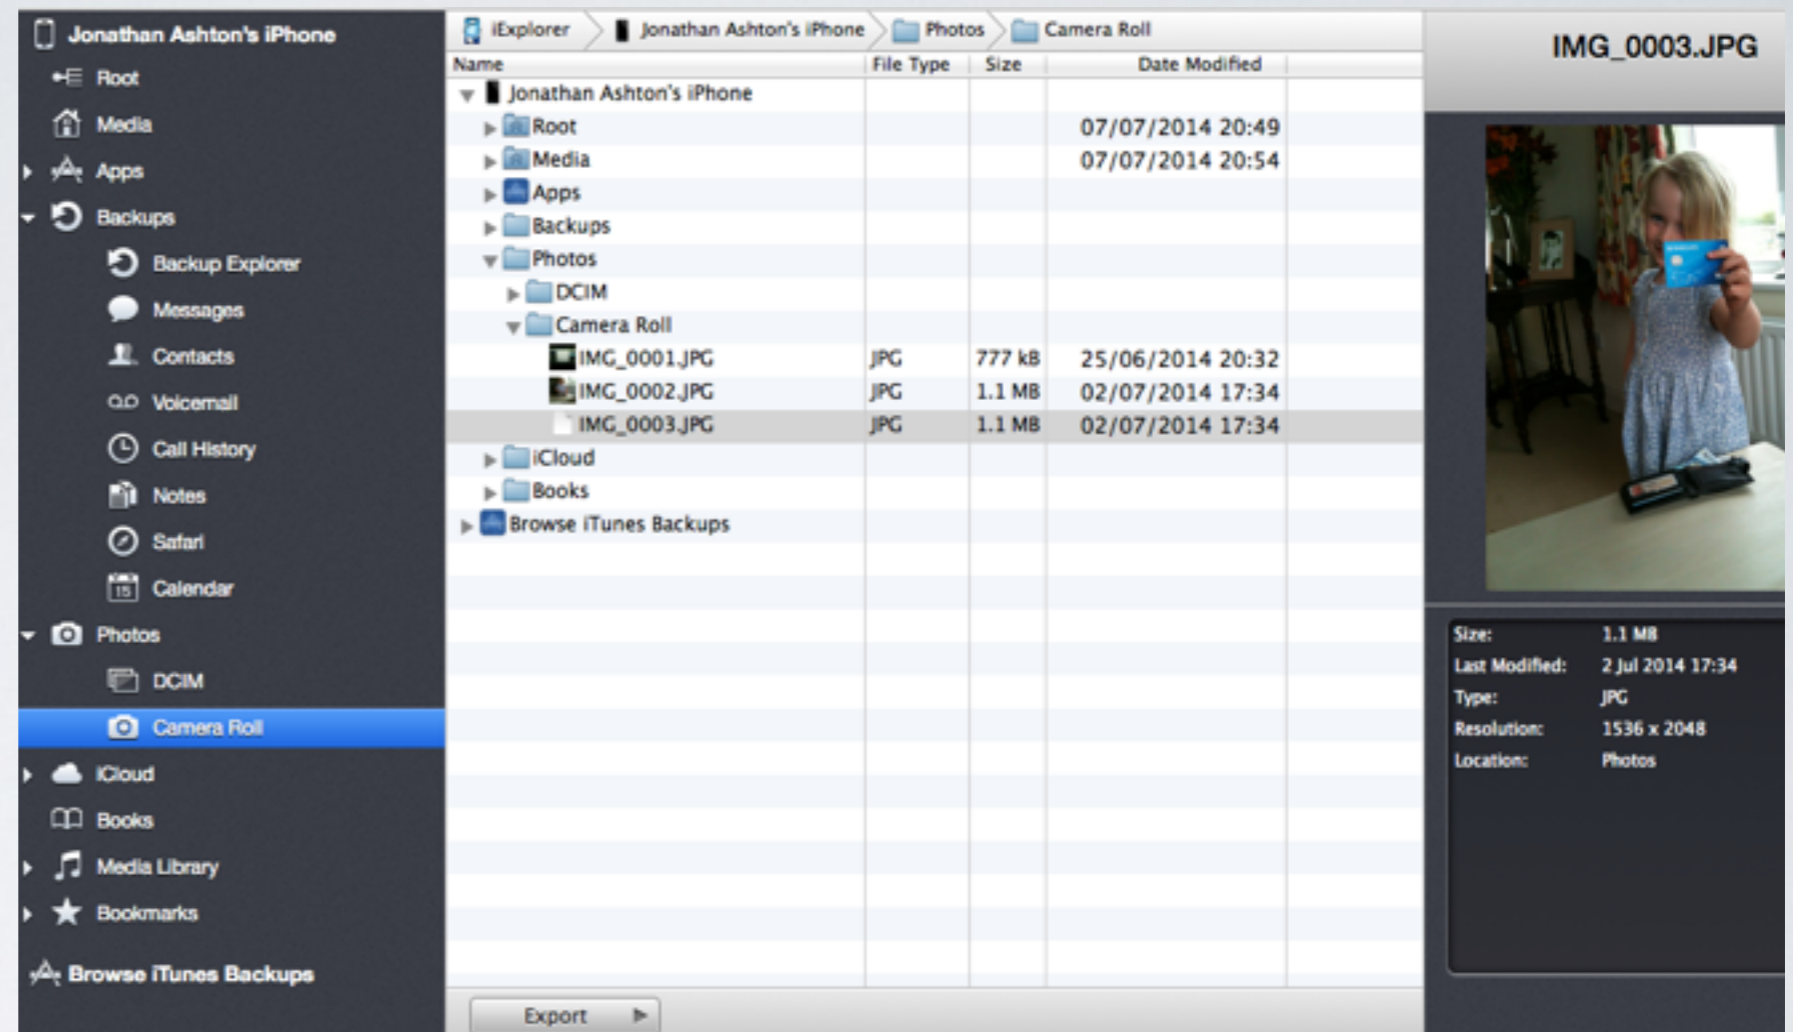 Jonathan Ashton's iPhone
Root
Media
Apps
Backups
Backup Explorer
Messages
Contacts
Voicemail
Call History
Notes
Safari
15 Calendar
Photos
DCIM
Camera Roll
iCloud
Books
Media Library
Bookmarks
Browse iTunes Backups
iExplorer Jonathan Ashton's iPhone Photos Camera Roll
Name File Type Size Date Modified
Jonathan Ashton's iPhone
Root 07/07/2014 20:49
Media 07/07/2014 20:54
Apps
Backups
Photos
DCIM
Camera Roll
IMG_0001.JPG JPG 777 kB 25/06/2014 20:32
IMG_0002.JPG JPG 1.1 MB 02/07/2014 17:34
IMG_0003.JPG JPG 1.1 MB 02/07/2014 17:34
iCloud
Books
Browse iTunes Backups
Export
IMG_0003.JPG
Size: 1.1 MB
Last Modified: 2 Jul 2014 17:34
Type: JPG
Resolution: 1536 x 2048
Location: Photos